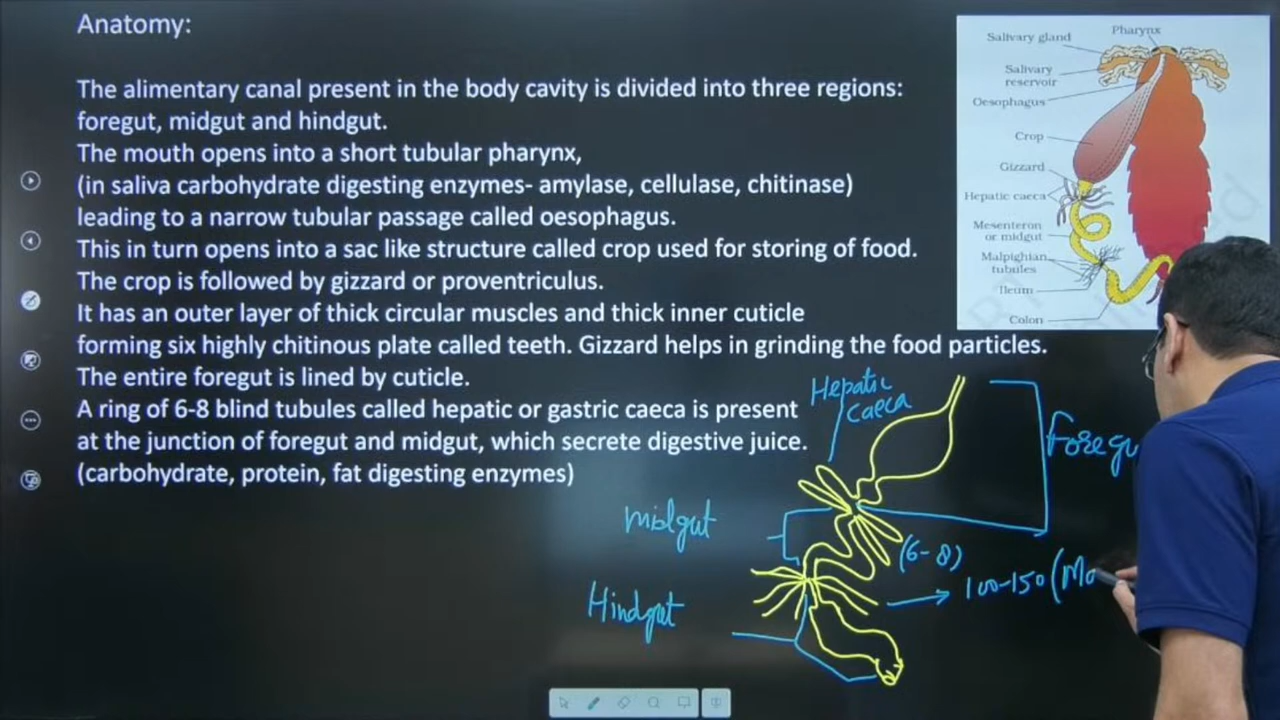 Anatomy:
The alimentary canal present in the body cavity is divided into three regions:
foregut, midgut and hindgut.
The mouth opens into a short tubular pharynx,
(in saliva carbohydrate digesting enzymes- amylase, cellulase, chitinase)
leading to a narrow tubular passage called oesophagus.
This in turn opens into a sac like structure called crop used for storing of food.
The crop is followed by gizzard or proventriculus.
It has an outer layer of thick circular muscles and thick inner cuticle
forming six highly chitinous plate called teeth. Gizzard helps in grinding the food particles.
The entire foregut is lined by cuticle.
A ring of 6-8 blind tubules called hepatic or gastric caeca is present
at the junction of foregut and midgut, which secrete digestive juice.
(carbohydrate, protein, fat digesting enzymes)
Pharynx
Salivary gland
Salivary
reservoir
Oesophagus
Crop
Gizzard
Hepatic caeca
Mesenteron
or midgut
Malpighian
tubules
Ileum
Colon
Hepatic
Caeca
Foregu
Midgut
(6-8)
100-150 (Ma
Hindgut